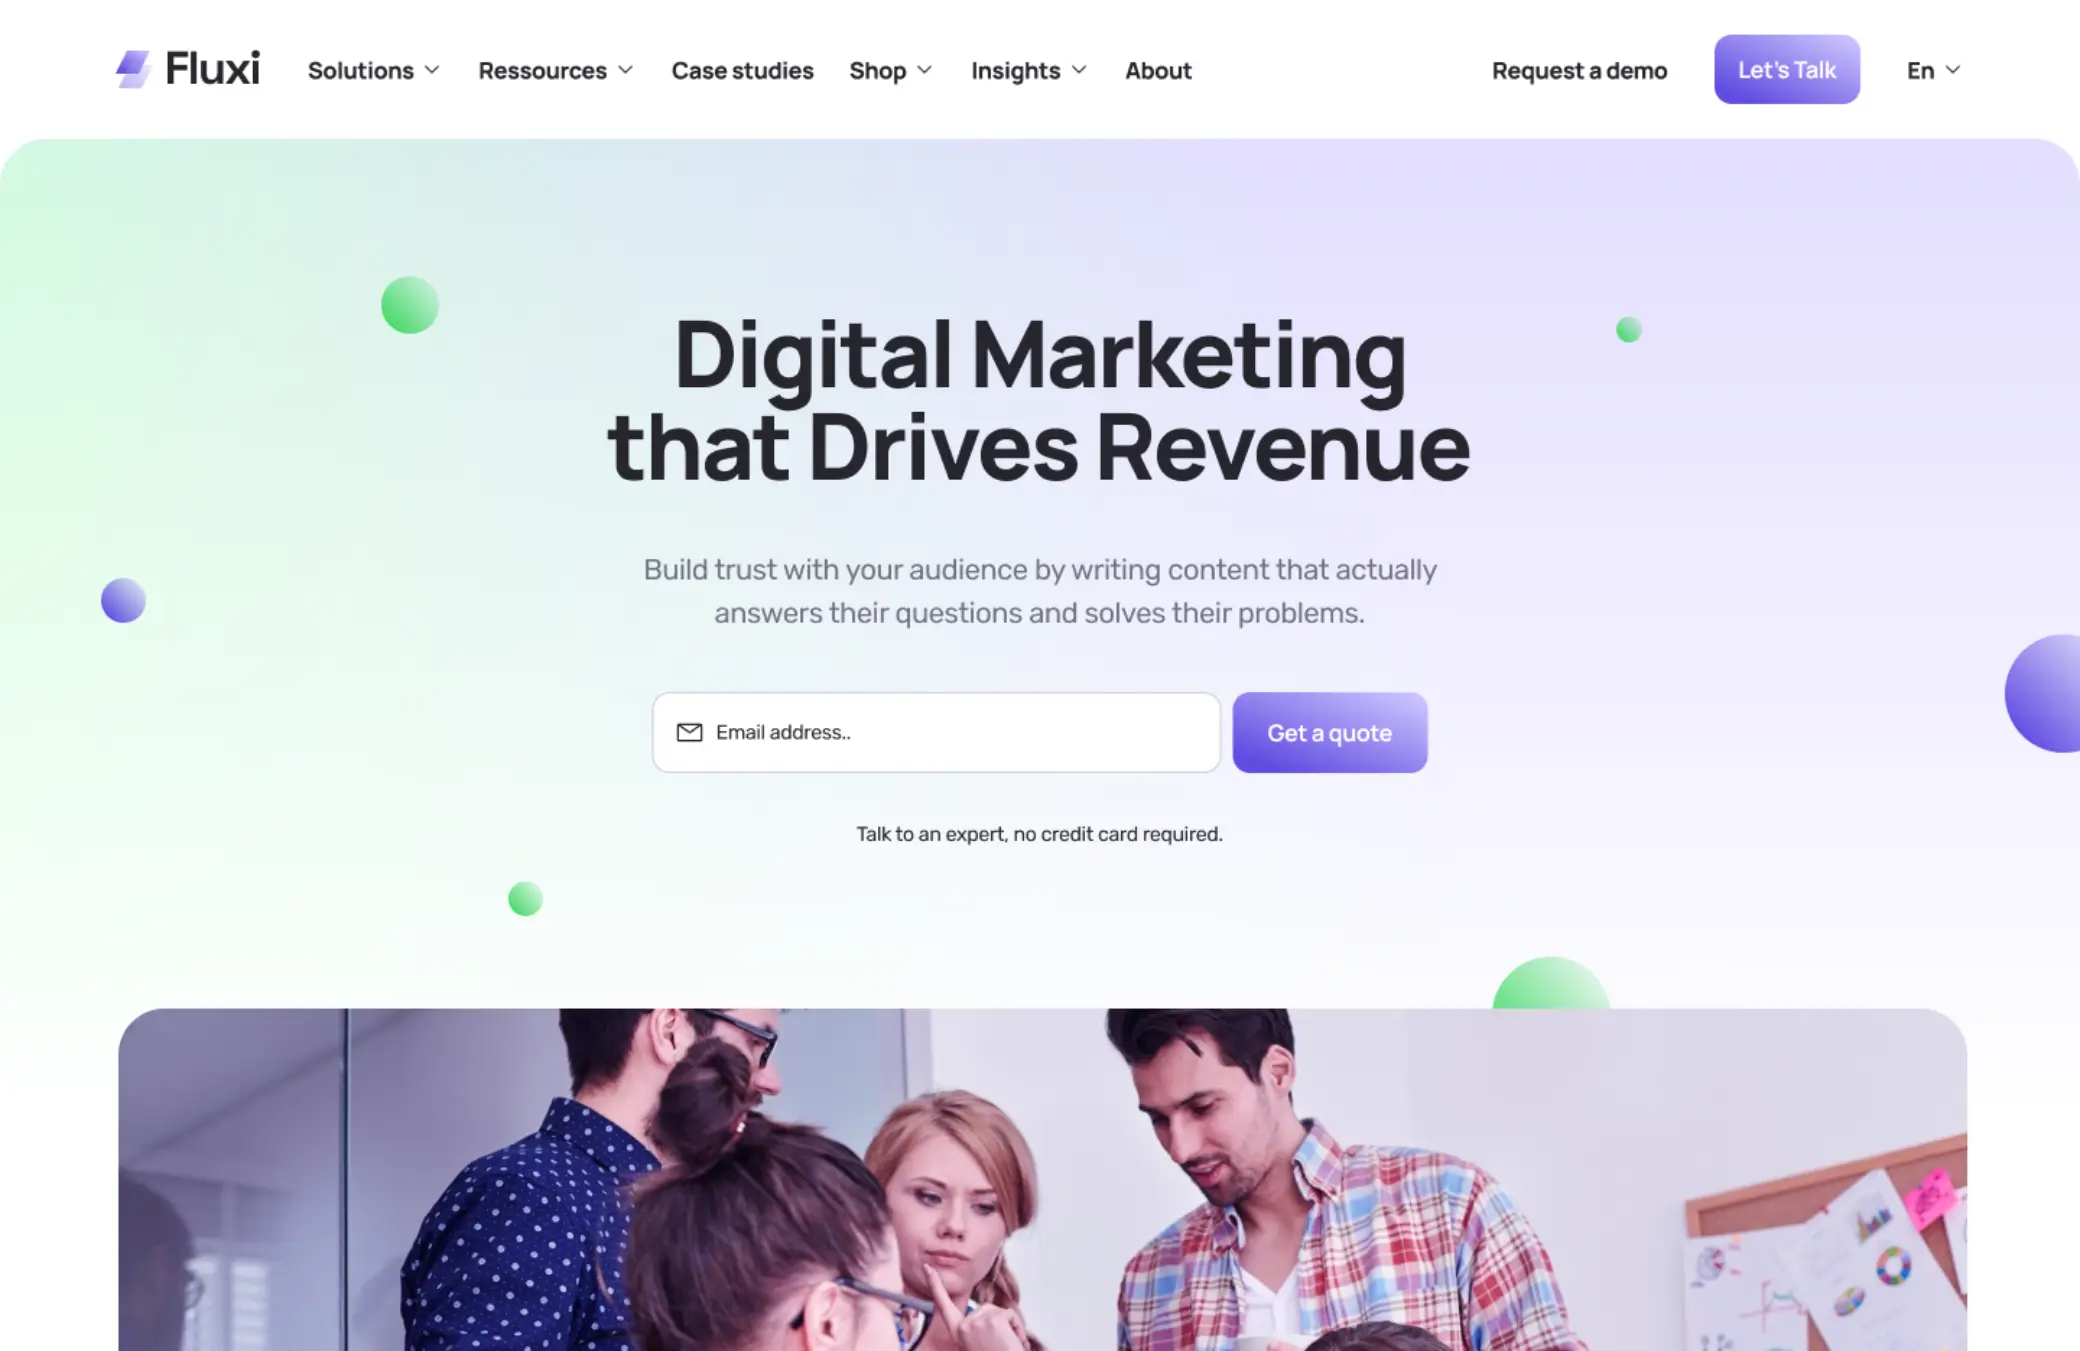 Fluxi
Solutions
Ressources
Case studies
Shop
Insights
About
Request a demo
Let's Talk
En
Digital Marketing
that Drives Revenue
Build trust with your audience by writing content that actually
answers their questions and solves their problems.
Email address..
Get a quote
Talk to an expert, no credit card required.